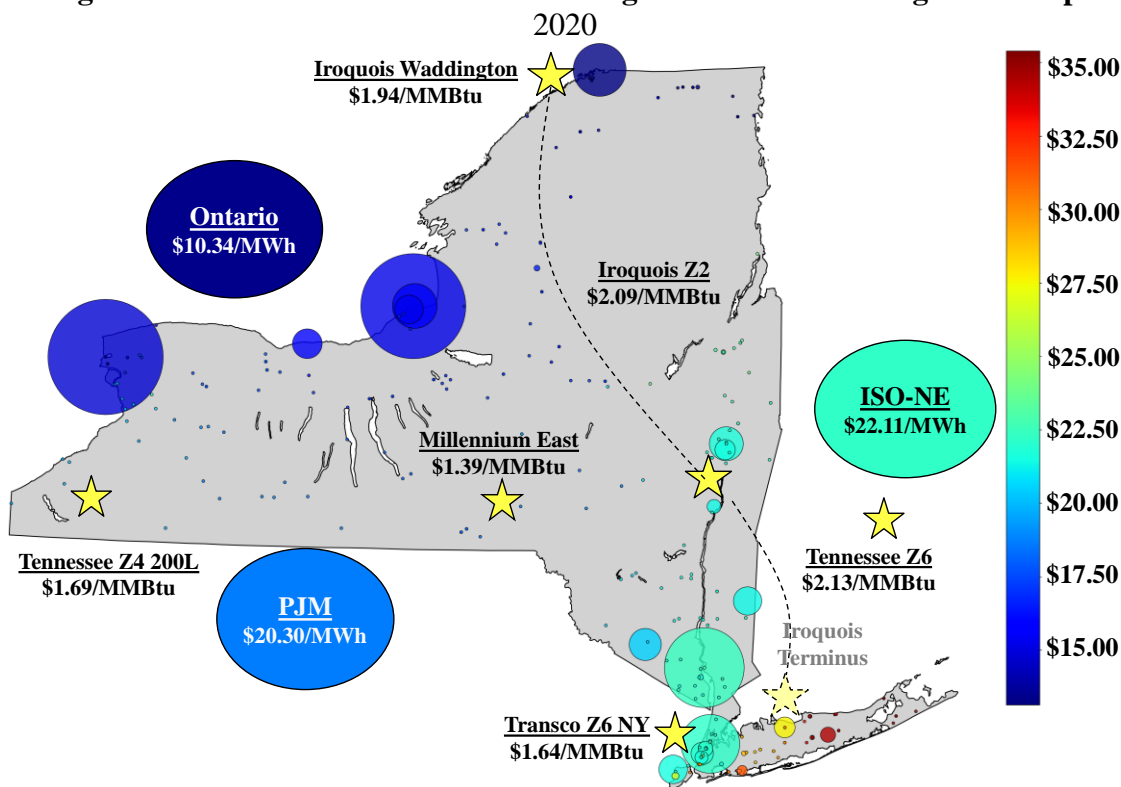 2020
Iroquois Waddington
$1.94/MMBtu
$35.00
$32.50
Ontario
$10.34/MWh
$30.00
Iroquois Z2
$2.09/MMBtu
$27.50
$25.00
ISO-NE
$22.11/MWh
$22.50
Millennium East
$1.39/MMBtu
$20.00
Tennessee Z4 200L
$1.69/MMBtu
Tennessee Z6
$2.13/MMBtu
$17.50
PJM
$20.30/MWh
Iroquois
Terminus
$15.00
Transco Z6 NY
$1.64/MMBtu